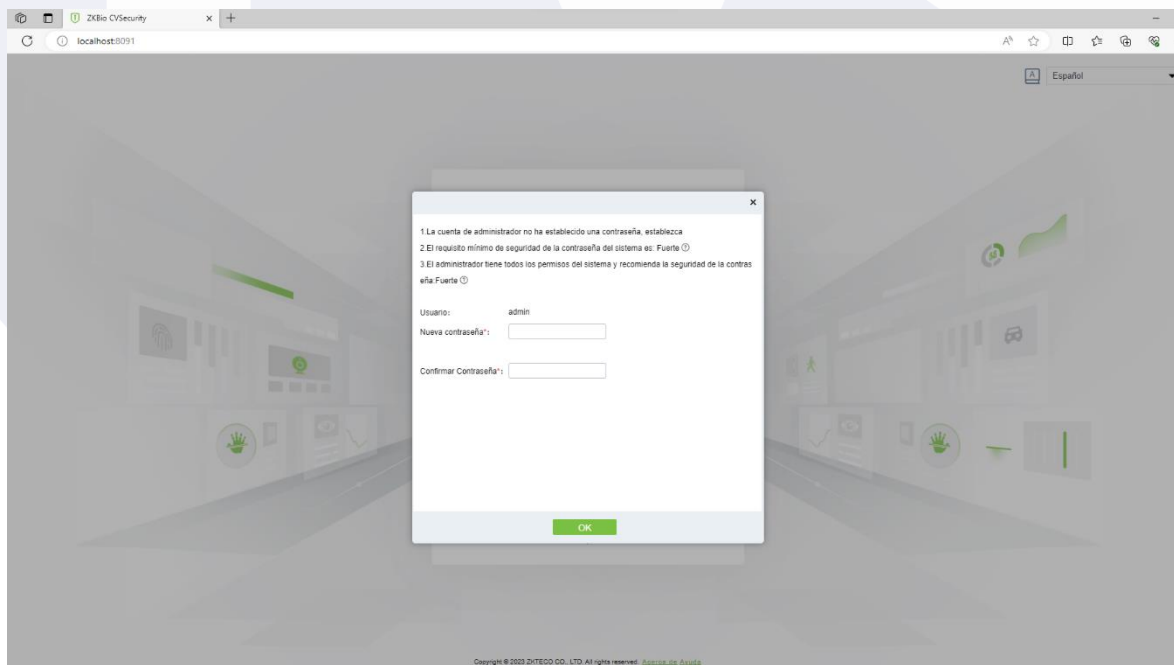 ZKBio CVSecurity
localhost:8091
Español
1.La cuenta de administrador no ha establecido una contraseña, establezca
2.El requisito mínimo de seguridad de la contraseña del sistema es: Fuerte
3.El administrador tiene todos los permisos del sistema y recomienda la seguridad de la contras
eña:Fuerte
Usuario: admin
Nueva contraseña*:
Confirmar Contraseña*:
OK
Copyright © 2023 ZKTECO CO., LTD. All rights reserved. Acerca de Ayuda